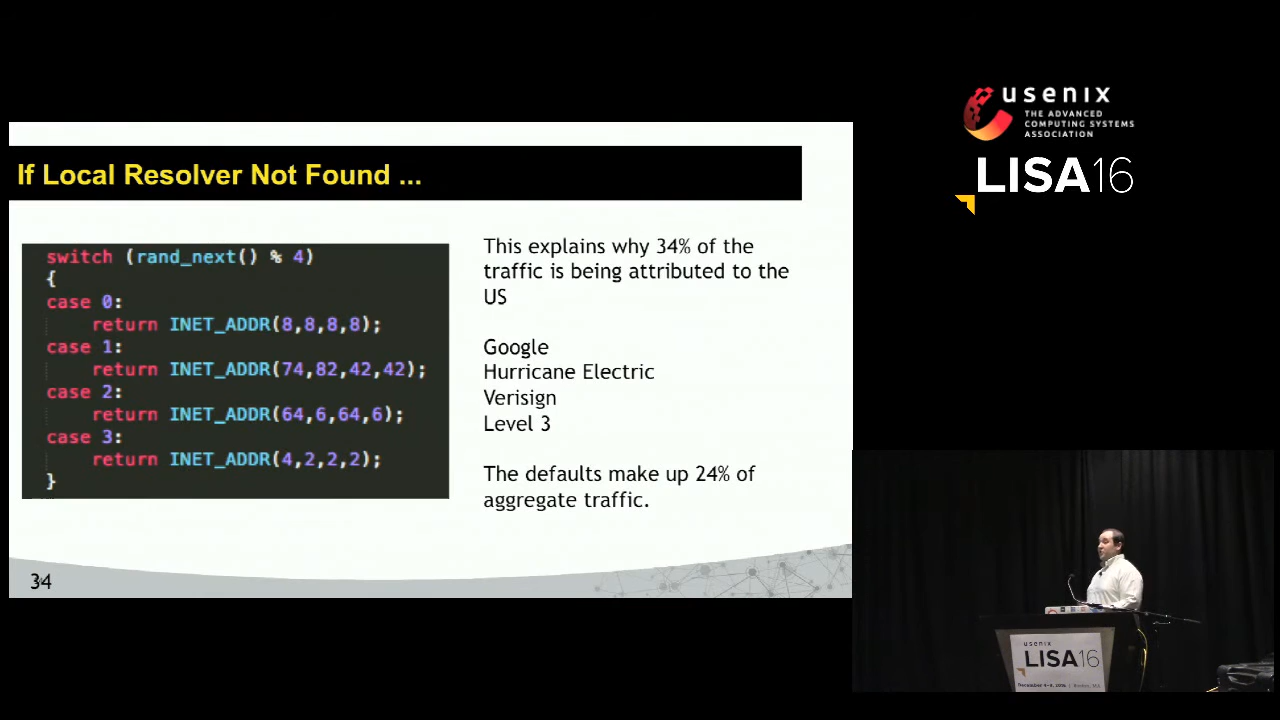 usenix
THE ADVANCED
COMPUTING SYSTEMS
ASSOCIATION
LISA16
If Local Resolver Not Found ...
switch (rand_next() % 4)
{
case 0:
return INET_ADDR(8,8,8,8);
case 1:
return INET_ADDR(74,82,42,42);
case 2:
return INET_ADDR(64,6,64,6);
case 3:
return INET_ADDR(4,2,2,2);
}
This explains why 34% of the
traffic is being attributed to the
US
Google
Hurricane Electric
Verisign
Level 3
The defaults make up 24% of
aggregate traffic.
34
usenix
LISA16